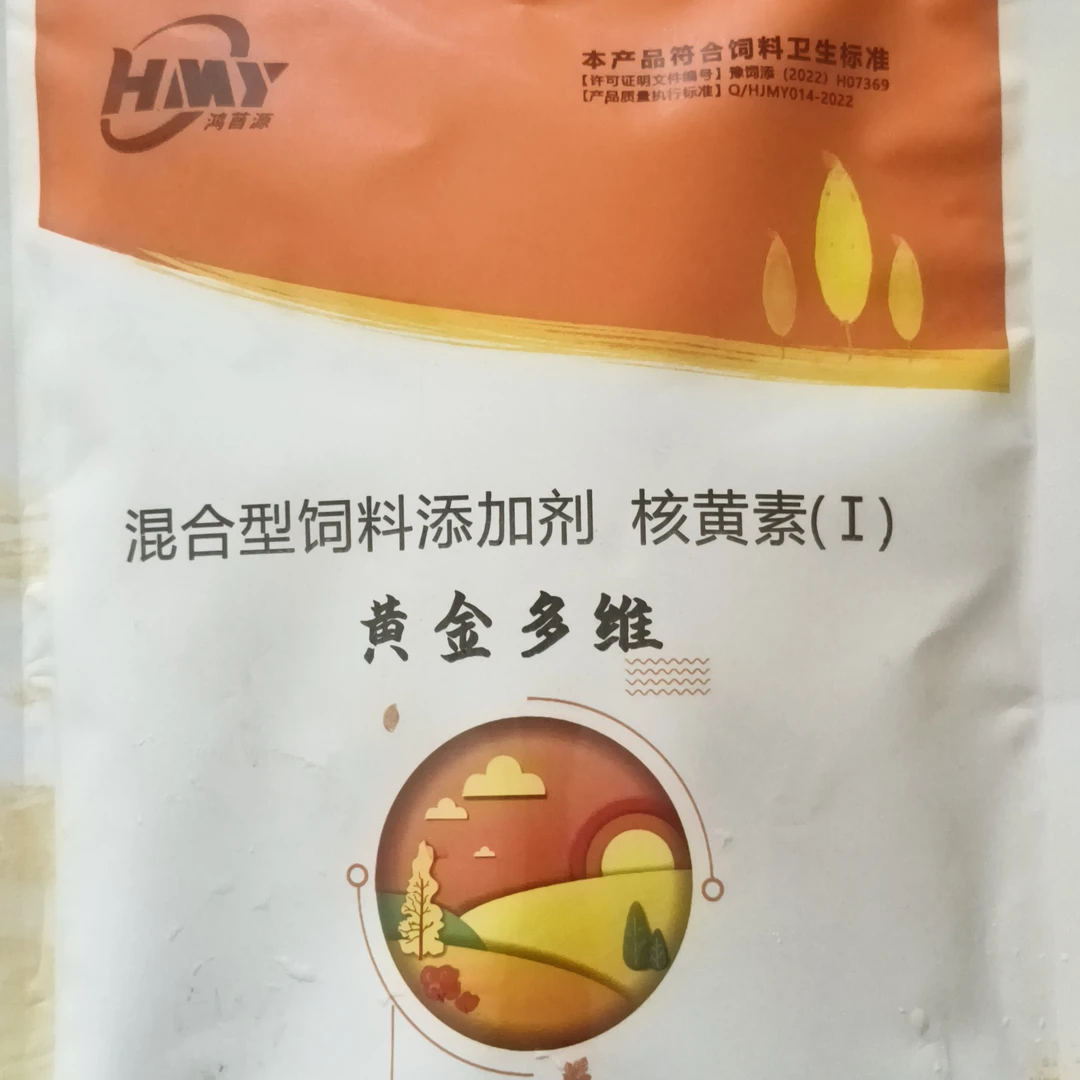 HMY
鸿苜源
本产品符合饲料卫生标准
【许可证明文件编号】豫饲添（2022）H07369
【产品质量执行标准】Q/HJMY014-2022
混合型饲料添加剂 核黄素(I)
黄金多维